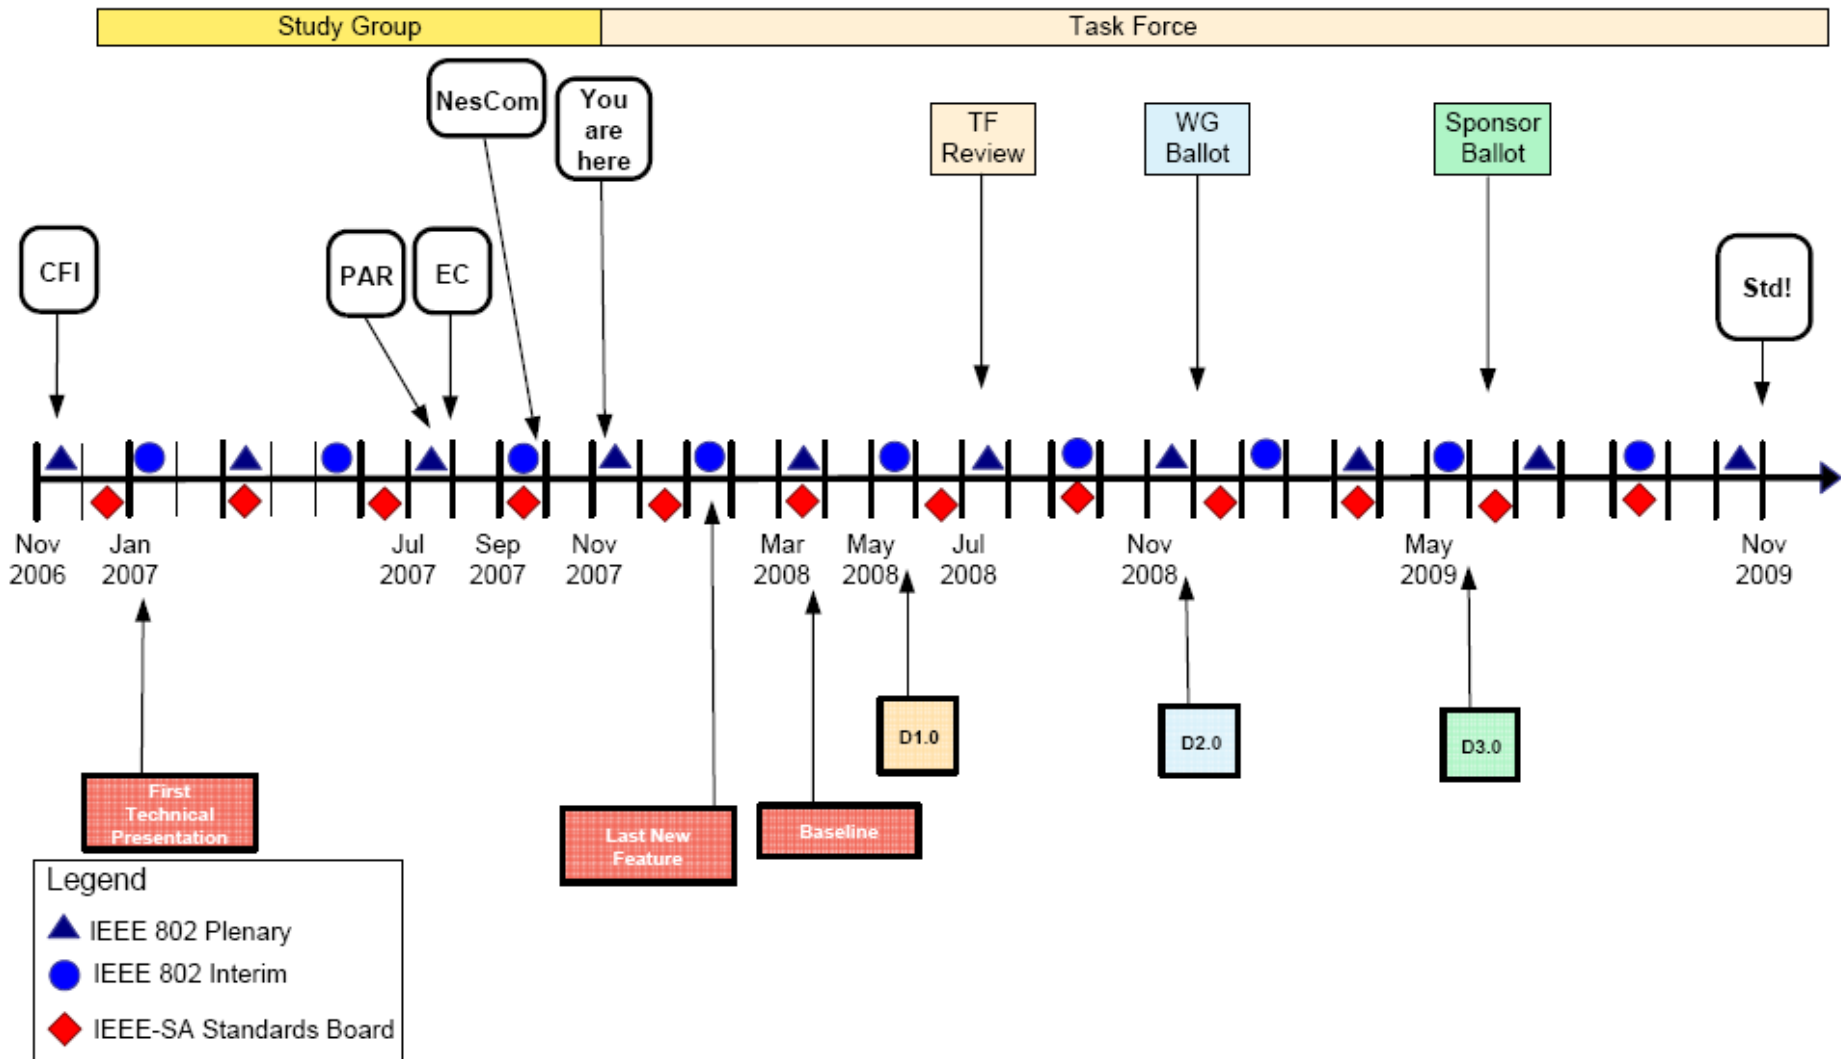 Study Group
Task Force
NesCom
You
are
here
TF
Review
WG
Ballot
Sponsor
Ballot
CFI
PAR
EC
Std!
Nov
2006
Jan
2007
Jul
2007
Sep
2007
Nov
2007
Mar
2008
May
2008
Jul
2008
Nov
2008
May
2009
Nov
2009
D1.0
D2.0
D3.0
First
Technical
Presentation
Last New
Feature
Baseline
Legend
IEEE 802 Plenary
IEEE 802 Interim
IEEE-SA Standards Board